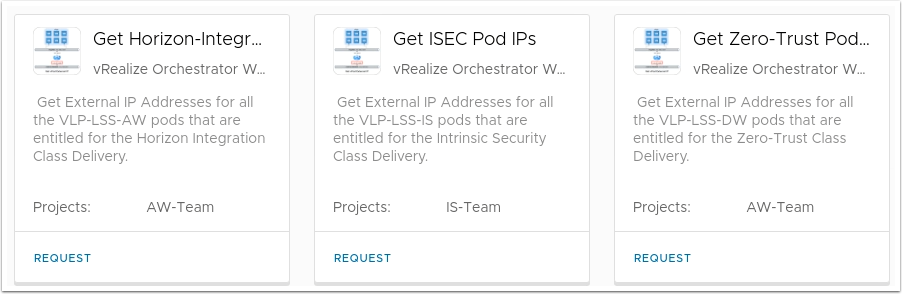 Get Horizon-Integr...
vRealize Orchestrator W...
Get External IP Addresses for all
the VLP-LSS-AW pods that are
entitled for the Horizon Integration
Class Delivery.
Projects: AW-Team
REQUEST
Get ISEC Pod IPs
vRealize Orchestrator W...
Get External IP Addresses for all
the VLP-LSS-IS pods that are
entitled for the Intrinsic Security
Class Delivery.
Projects: IS-Team
REQUEST
Get Zero-Trust Pod...
vRealize Orchestrator W...
Get External IP Addresses for all
the VLP-LSS-DW pods that are
entitled for the Zero-Trust Class
Delivery.
Projects: AW-Team
REQUEST